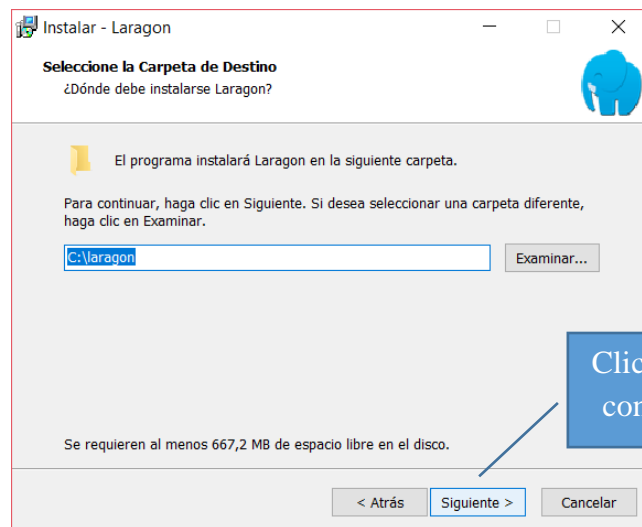 Instalar - Laragon
Seleccione la Carpeta de Destino
¿Dónde debe instalarse Laragon?
El programa instalará Laragon en la siguiente carpeta.
Para continuar, haga clic en Siguiente. Si desea seleccionar una carpeta diferente,
haga clic en Examinar.
C:\laragon
Examinar...
Se requieren al menos 667,2 MB de espacio libre en el disco.
< Atrás
Siguiente >
Cancelar